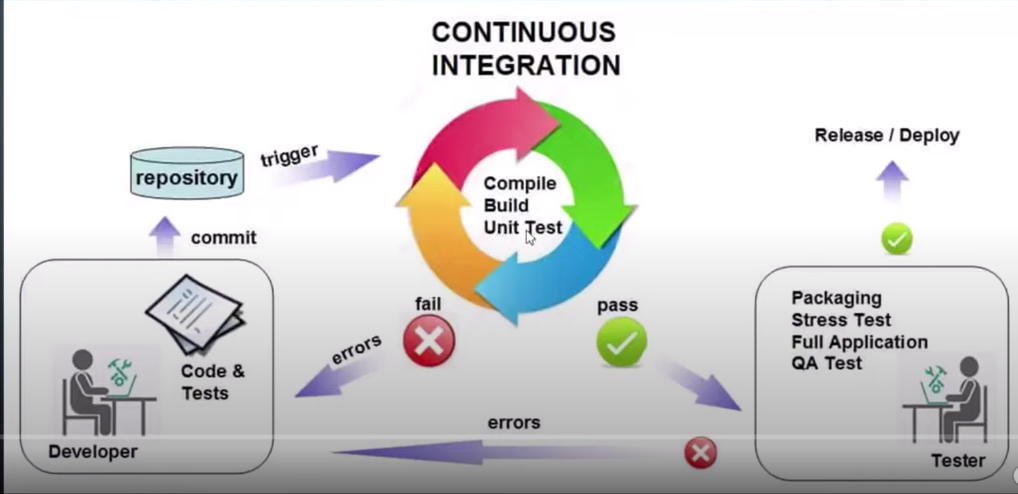 CONTINUOUS
INTEGRATION
repository
trigger
commit
Code &
Tests
Developer
Compile
Build
Unit Test
fail
pass
errors
errors
Release / Deploy
Packaging
Stress Test
Full Application
QA Test
Tester